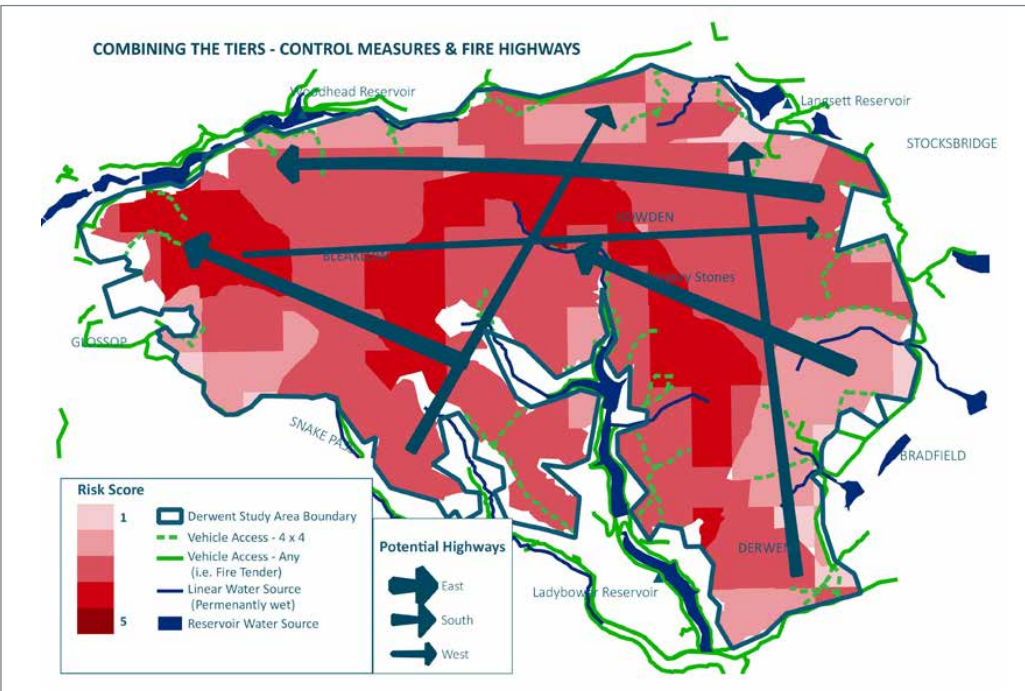 COMBINING THE TIERS - CONTROL MEASURES & FIRE HIGHWAYS
Woodhead Reservoir
Langsett Reservoir
STOCKSBRIDGE
HOWDEN
Stones
GLOSSOP
SNAKE PASS
BRADFIELD
DERWENT
Ladybower Reservoir
Risk Score
1
5
Derwent Study Area Boundary
Vehicle Access - 4 x 4
Vehicle Access - Any
(i.e. Fire Tender)
Linear Water Source
(Permenantly wet)
Reservoir Water Source
Potential Highways
East
South
West